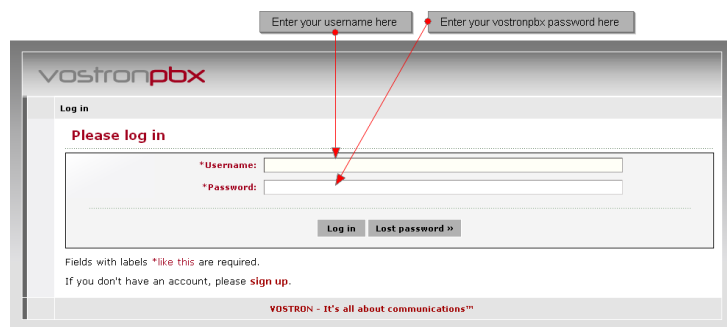 Enter your username here
Enter your vostronpbx password here
vostronpbx
Log in
Please log in
*Username:
*Password:
Log in
Lost password »
Fields with labels *like this are required.
If you don't have an account, please sign up.
VOSTRON - It's all about communications™